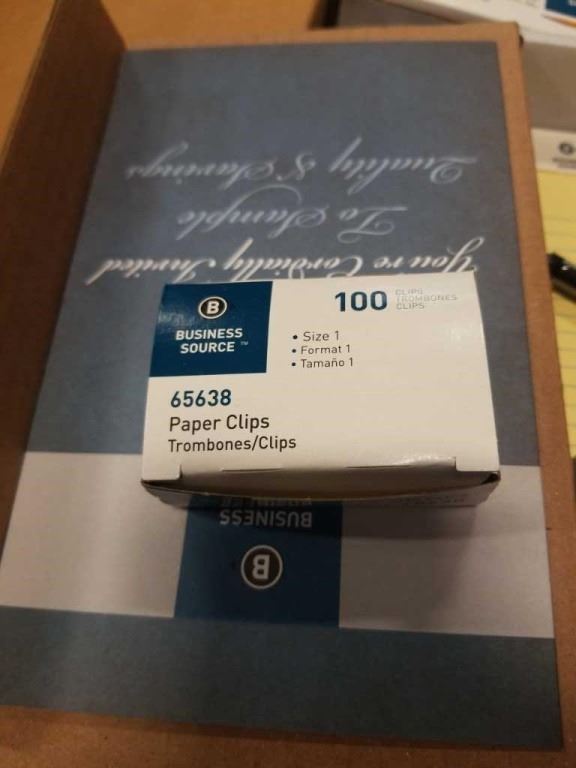 You're Cordially Invited
To Sample
Quality & Savings
B
BUSINESS
SOURCE ™
100 CLIPS
TROMBONES
CLIPS
• Size 1
• Format 1
• Tamaño 1
65638
Paper Clips
Trombones/Clips
B
BUSINESS